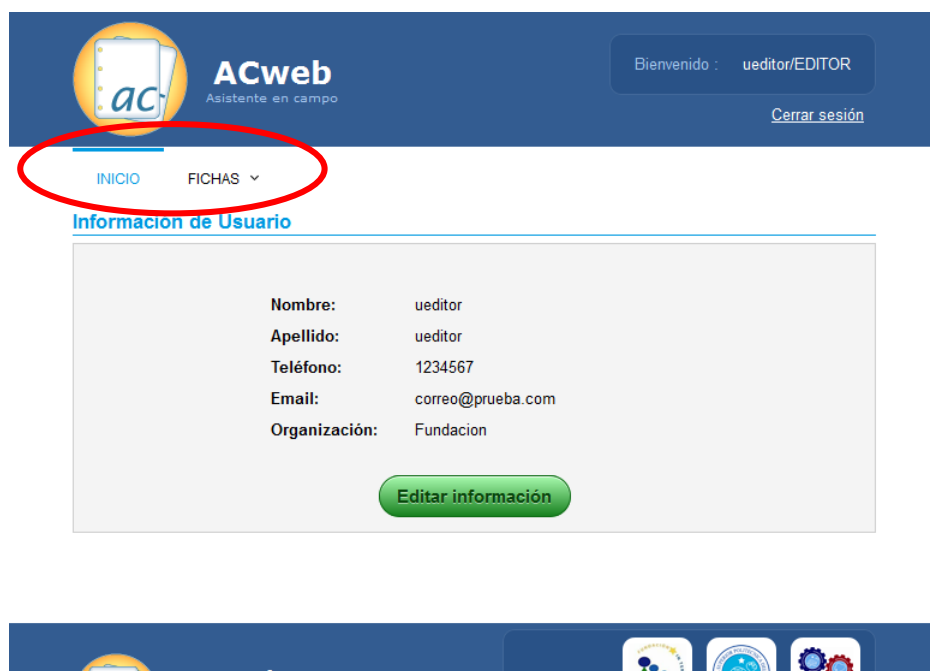 ac
ACweb
Asistente en campo
Bienvenido : ueditor/EDITOR
Cerrar sesión
INICIO FICHAS
Información de Usuario
Nombre: ueditor
Apellido: ueditor
Teléfono: 1234567
Email: correo@prueba.com
Organización: Fundacion
Editar información